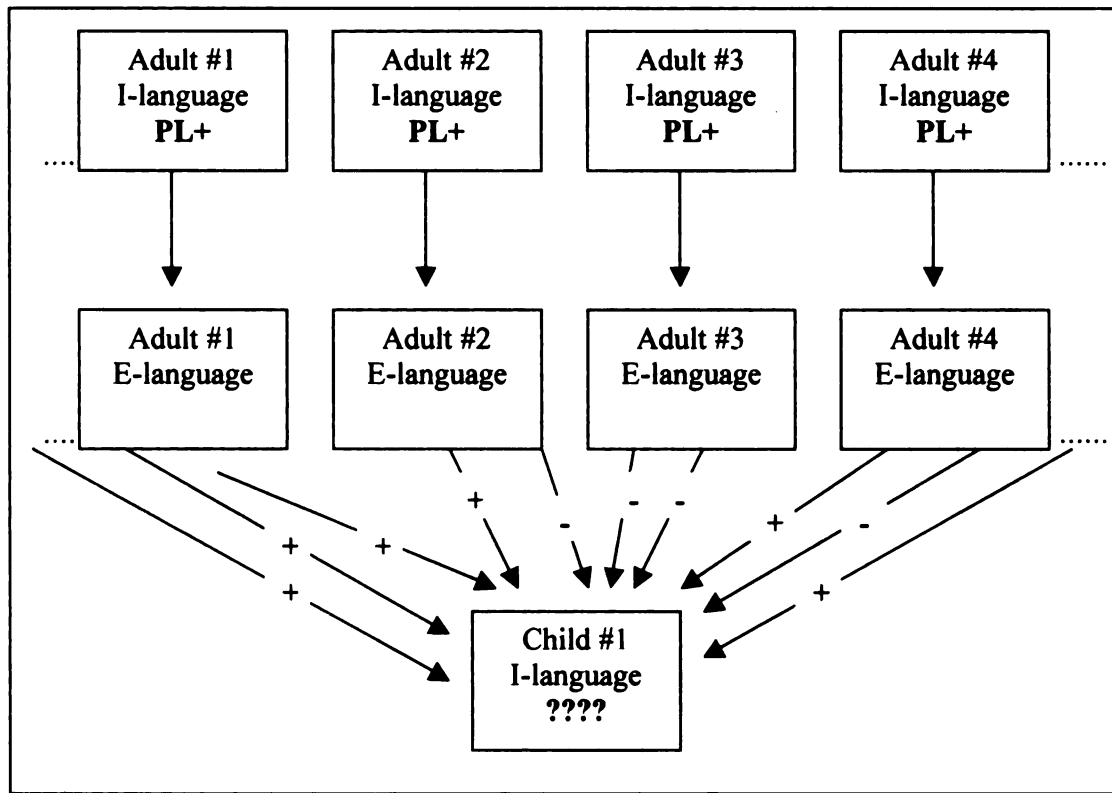 Adult #1
I-language
PL+
Adult #2
I-language
PL+
Adult #3
I-language
PL+
Adult #4
I-language
PL+
....
......
Adult #1
E-language
Adult #2
E-language
Adult #3
E-language
Adult #4
E-language
....
......
+
+
+
+
-
-
-
+
-
+
Child #1
I-language
????